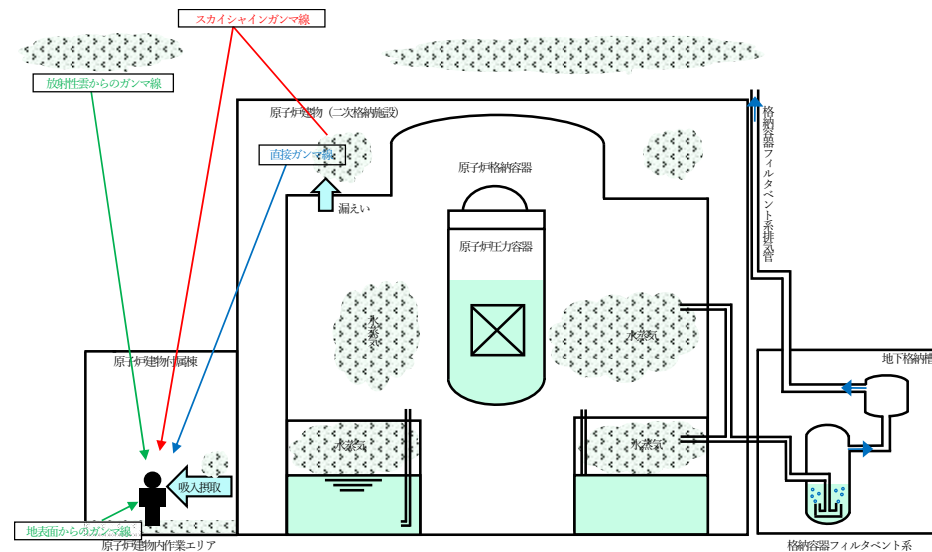 スカイシャインガンマ線
放射性雲からのガンマ線
原子炉建物（二次格納施設）
直接ガンマ線
漏えい
原子炉格納容器
原子炉圧力容器
格納容器フィルタベント系排気管
水蒸気
水蒸気
原子炉建物付属棟
地下格納槽
水蒸気
水蒸気
吸入摂取
地表面からのガンマ線
原子炉建物内作業エリア
格納容器フィルタベント系